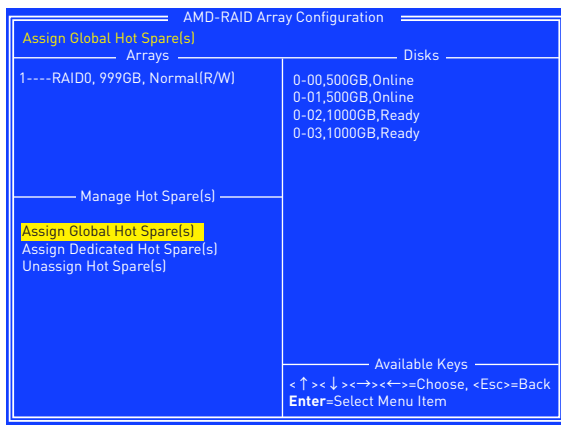 AMD-RAID Array Configuration
Assign Global Hot Spare(s)
Arrays
1----RAID0, 999GB, Normal(R/W)
Disks
0-00,500GB,Online
0-01,500GB,Online
0-02,1000GB,Ready
0-03,1000GB,Ready
Manage Hot Spare(s)
Assign Global Hot Spare(s)
Assign Dedicated Hot Spare(s)
Unassign Hot Spare(s)
Available Keys
<↑><↓><→><←>=Choose, <Esc>=Back
Enter=Select Menu Item